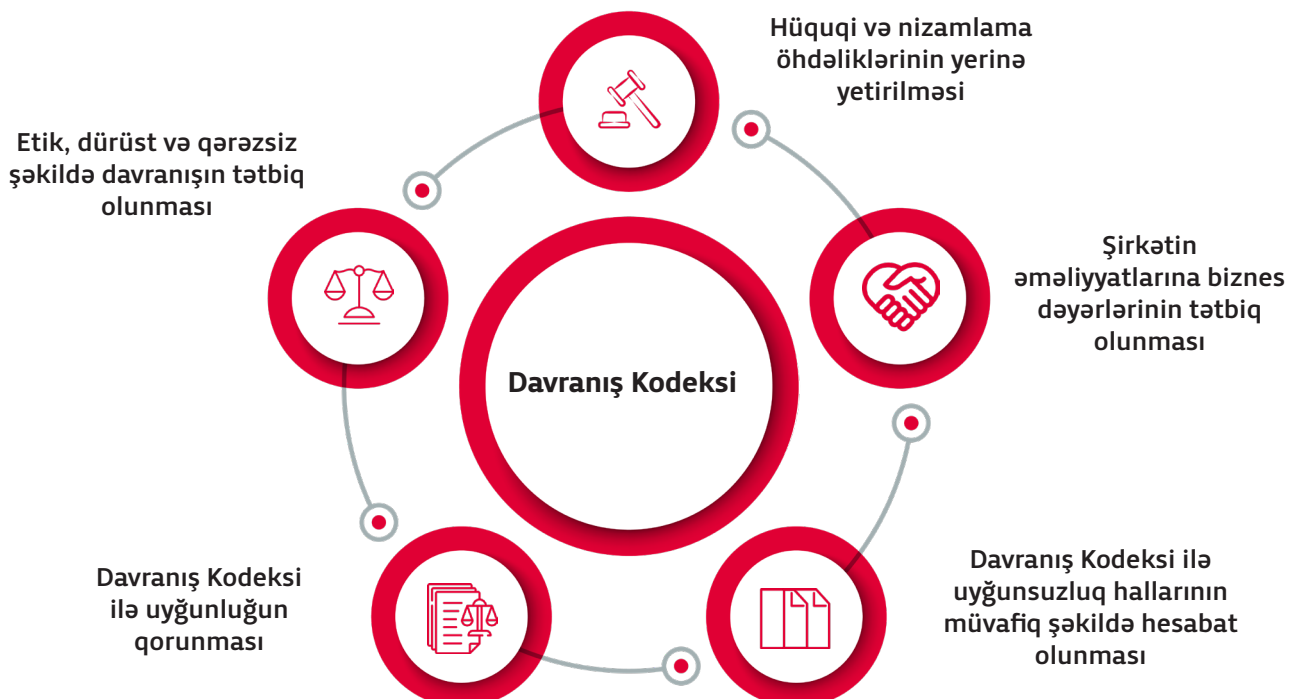 Hüquqi və nizamlama
öhdəliklərinin yerinə
yetirilməsi
Etik, dürüst və qərəzsiz
şəkildə davranışın tətbiq
olunması
Şirkətin
əməliyyatlarına biznes
dəyərlərinin tətbiq
olunması
Davranış Kodeksi
Davranış Kodeksi
ilə uyğunluğun
qorunması
Davranış Kodeksi ilə
uyğunsuzluq hallarının
müvafiq şəkildə hesabat
olunması